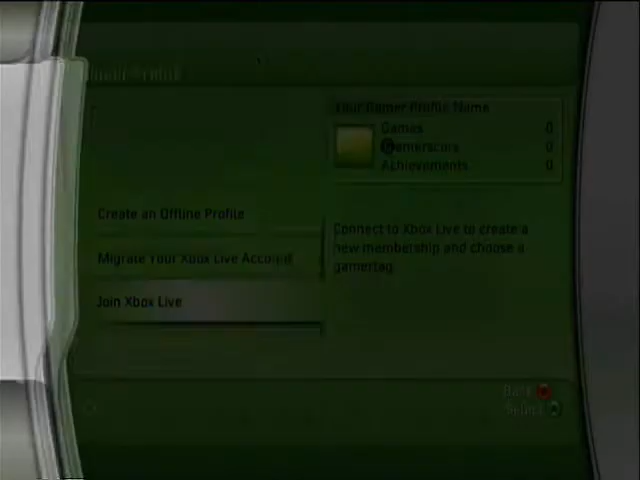 Your Gamer Profile Name
Games 0
Gamerscore 0
Achievements 0
Create an Offline Profile
Migrate Your Xbox Live Account
Connect to Xbox Live to create a
new membership and choose a
gamertag.
Join Xbox Live
Back
Select